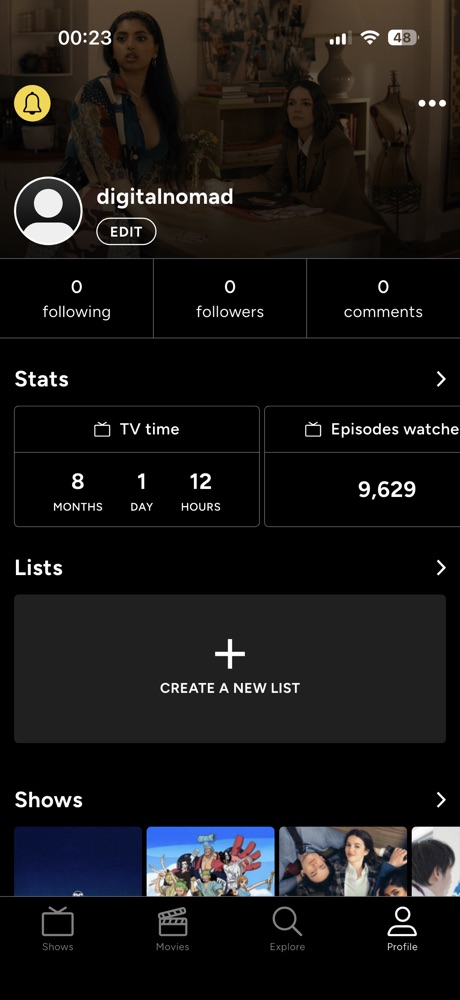 00:23
48
digitalnomad
EDIT
0 0 0
following followers comments
Stats
TV time
Episodes watche
8 1 12
MONTHS DAY HOURS
9,629
Lists
CREATE A NEW LIST
Shows
Shows Movies Explore Profile